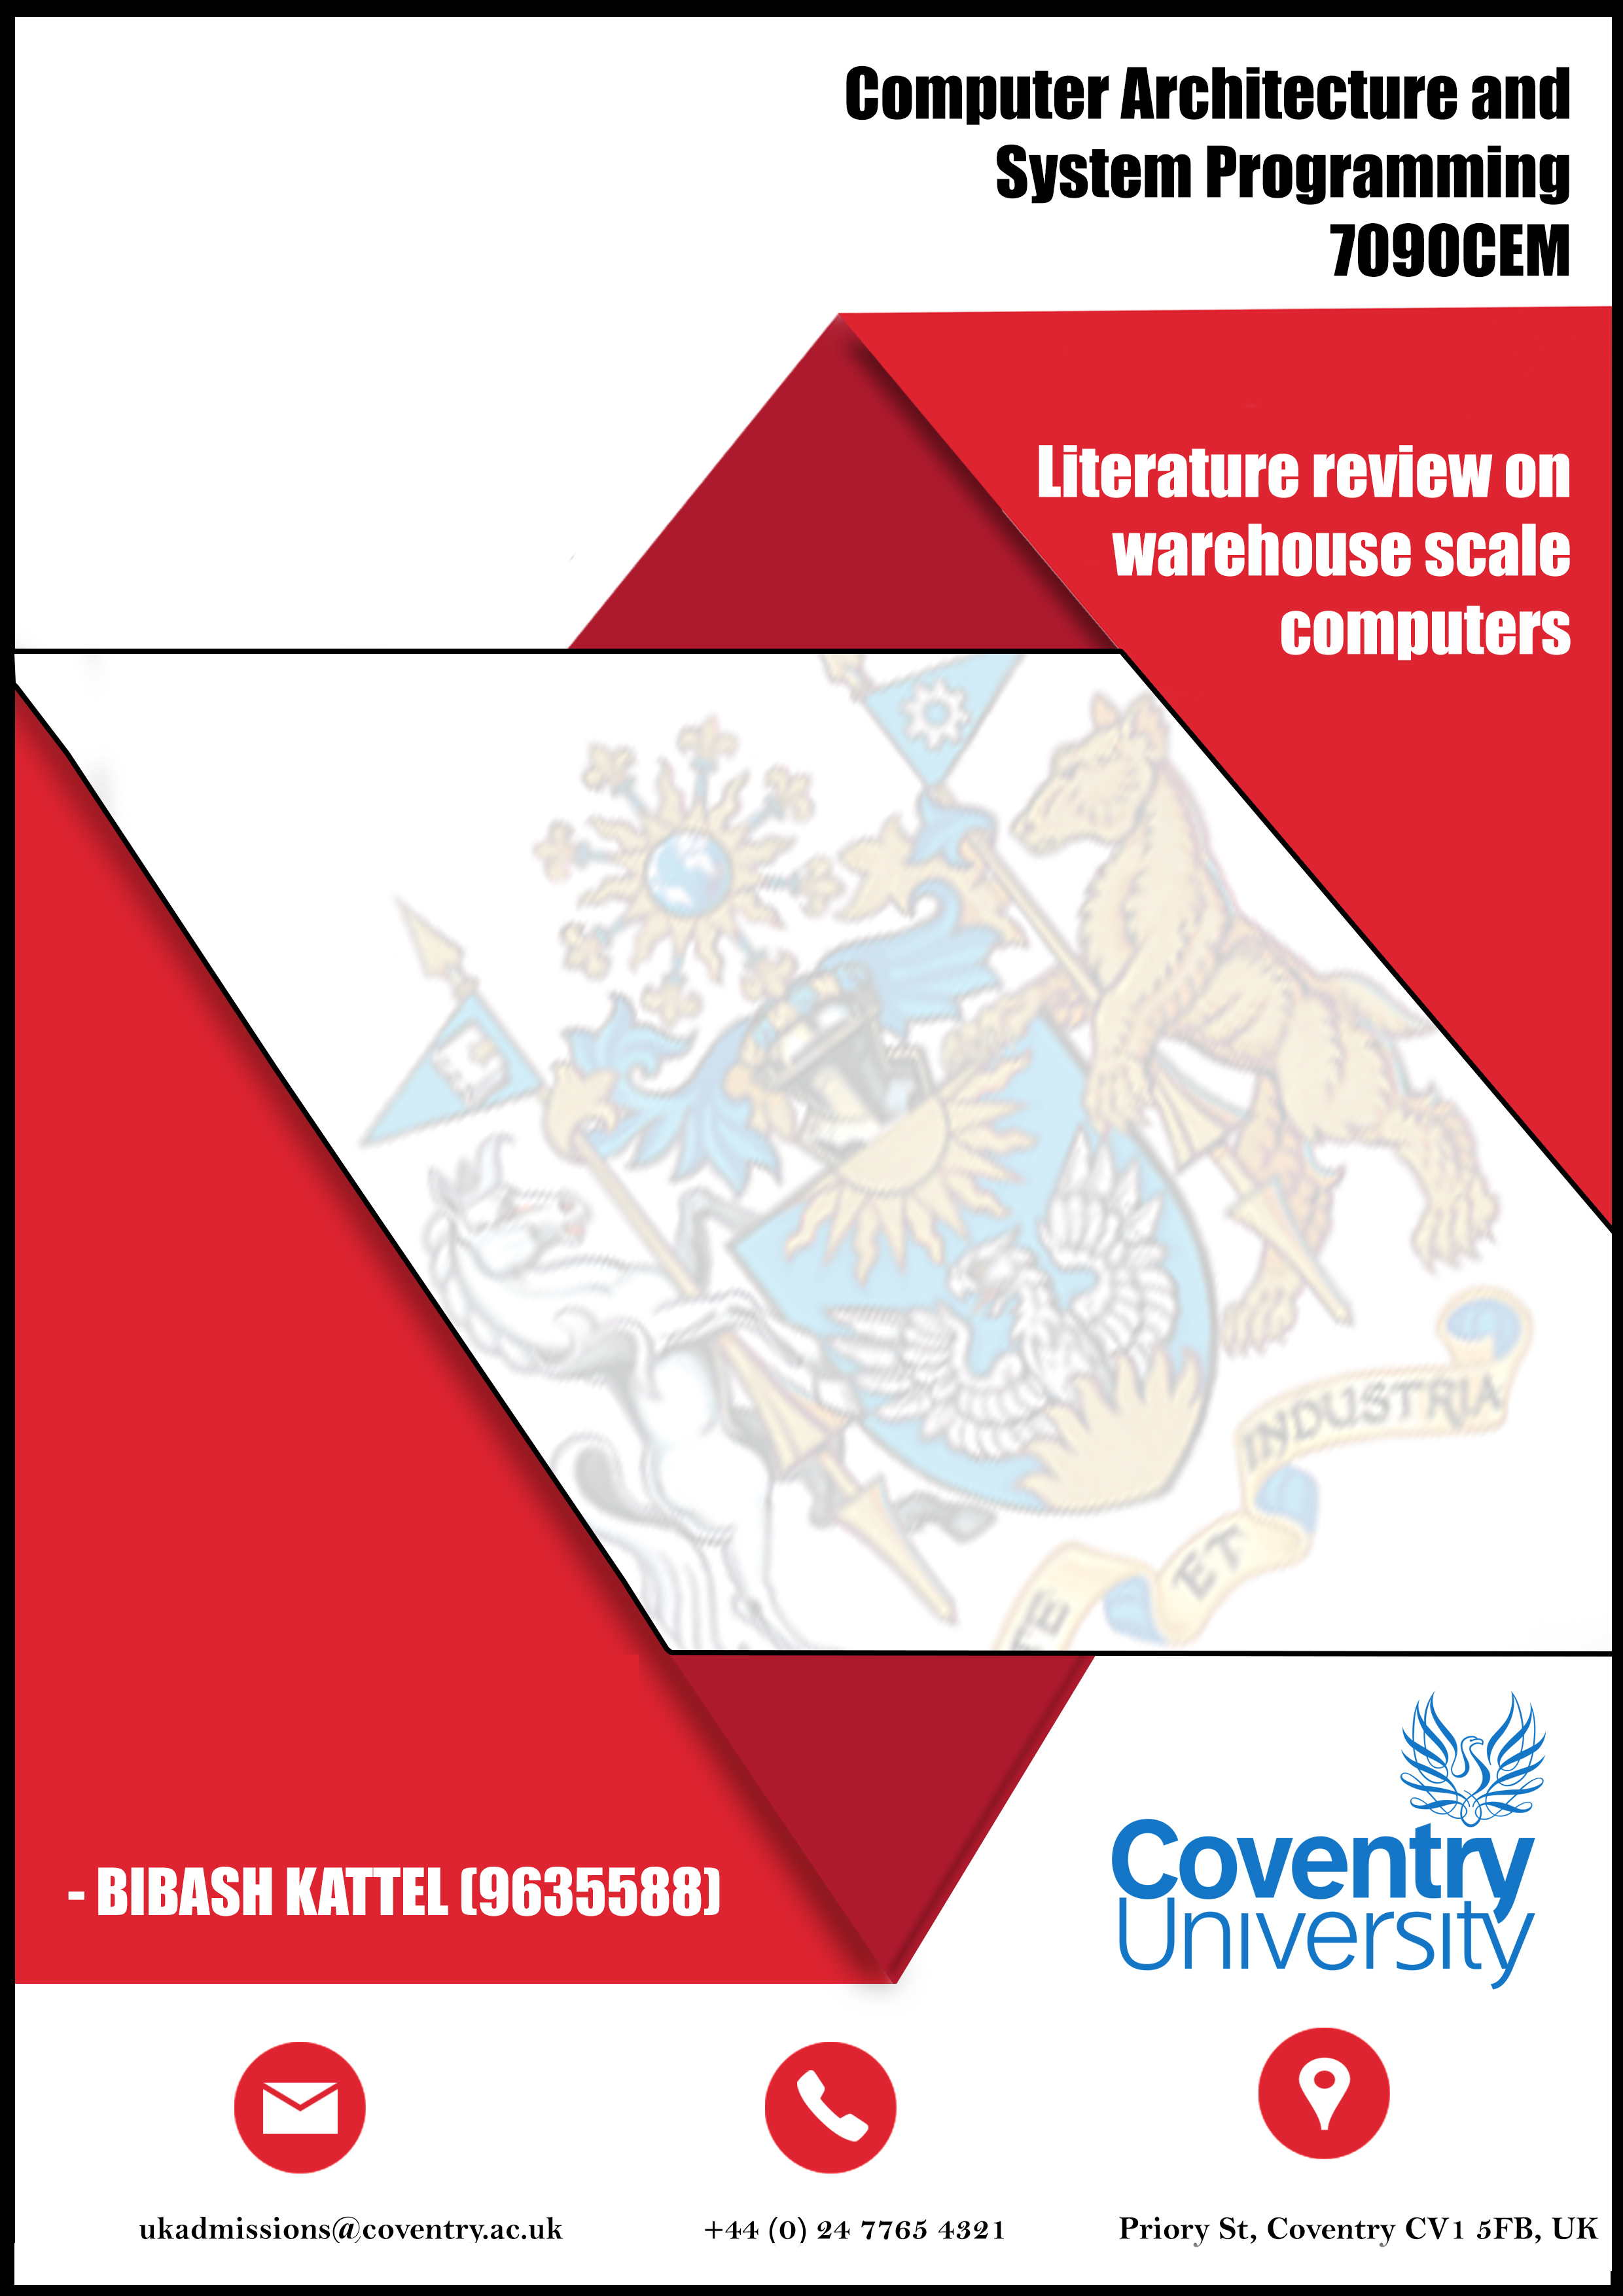 Computer Architecture and
System Programming
7090CEM
Literature review on
warehouse scale
computers
INDUSTRIA
ET
TE
- BIBASH KATTEL (9635588)
Coventry
University
ukadmissions@coventry.ac.uk
+44 (0) 24 7765 4321
Priory St, Coventry CV1 5FB, UK